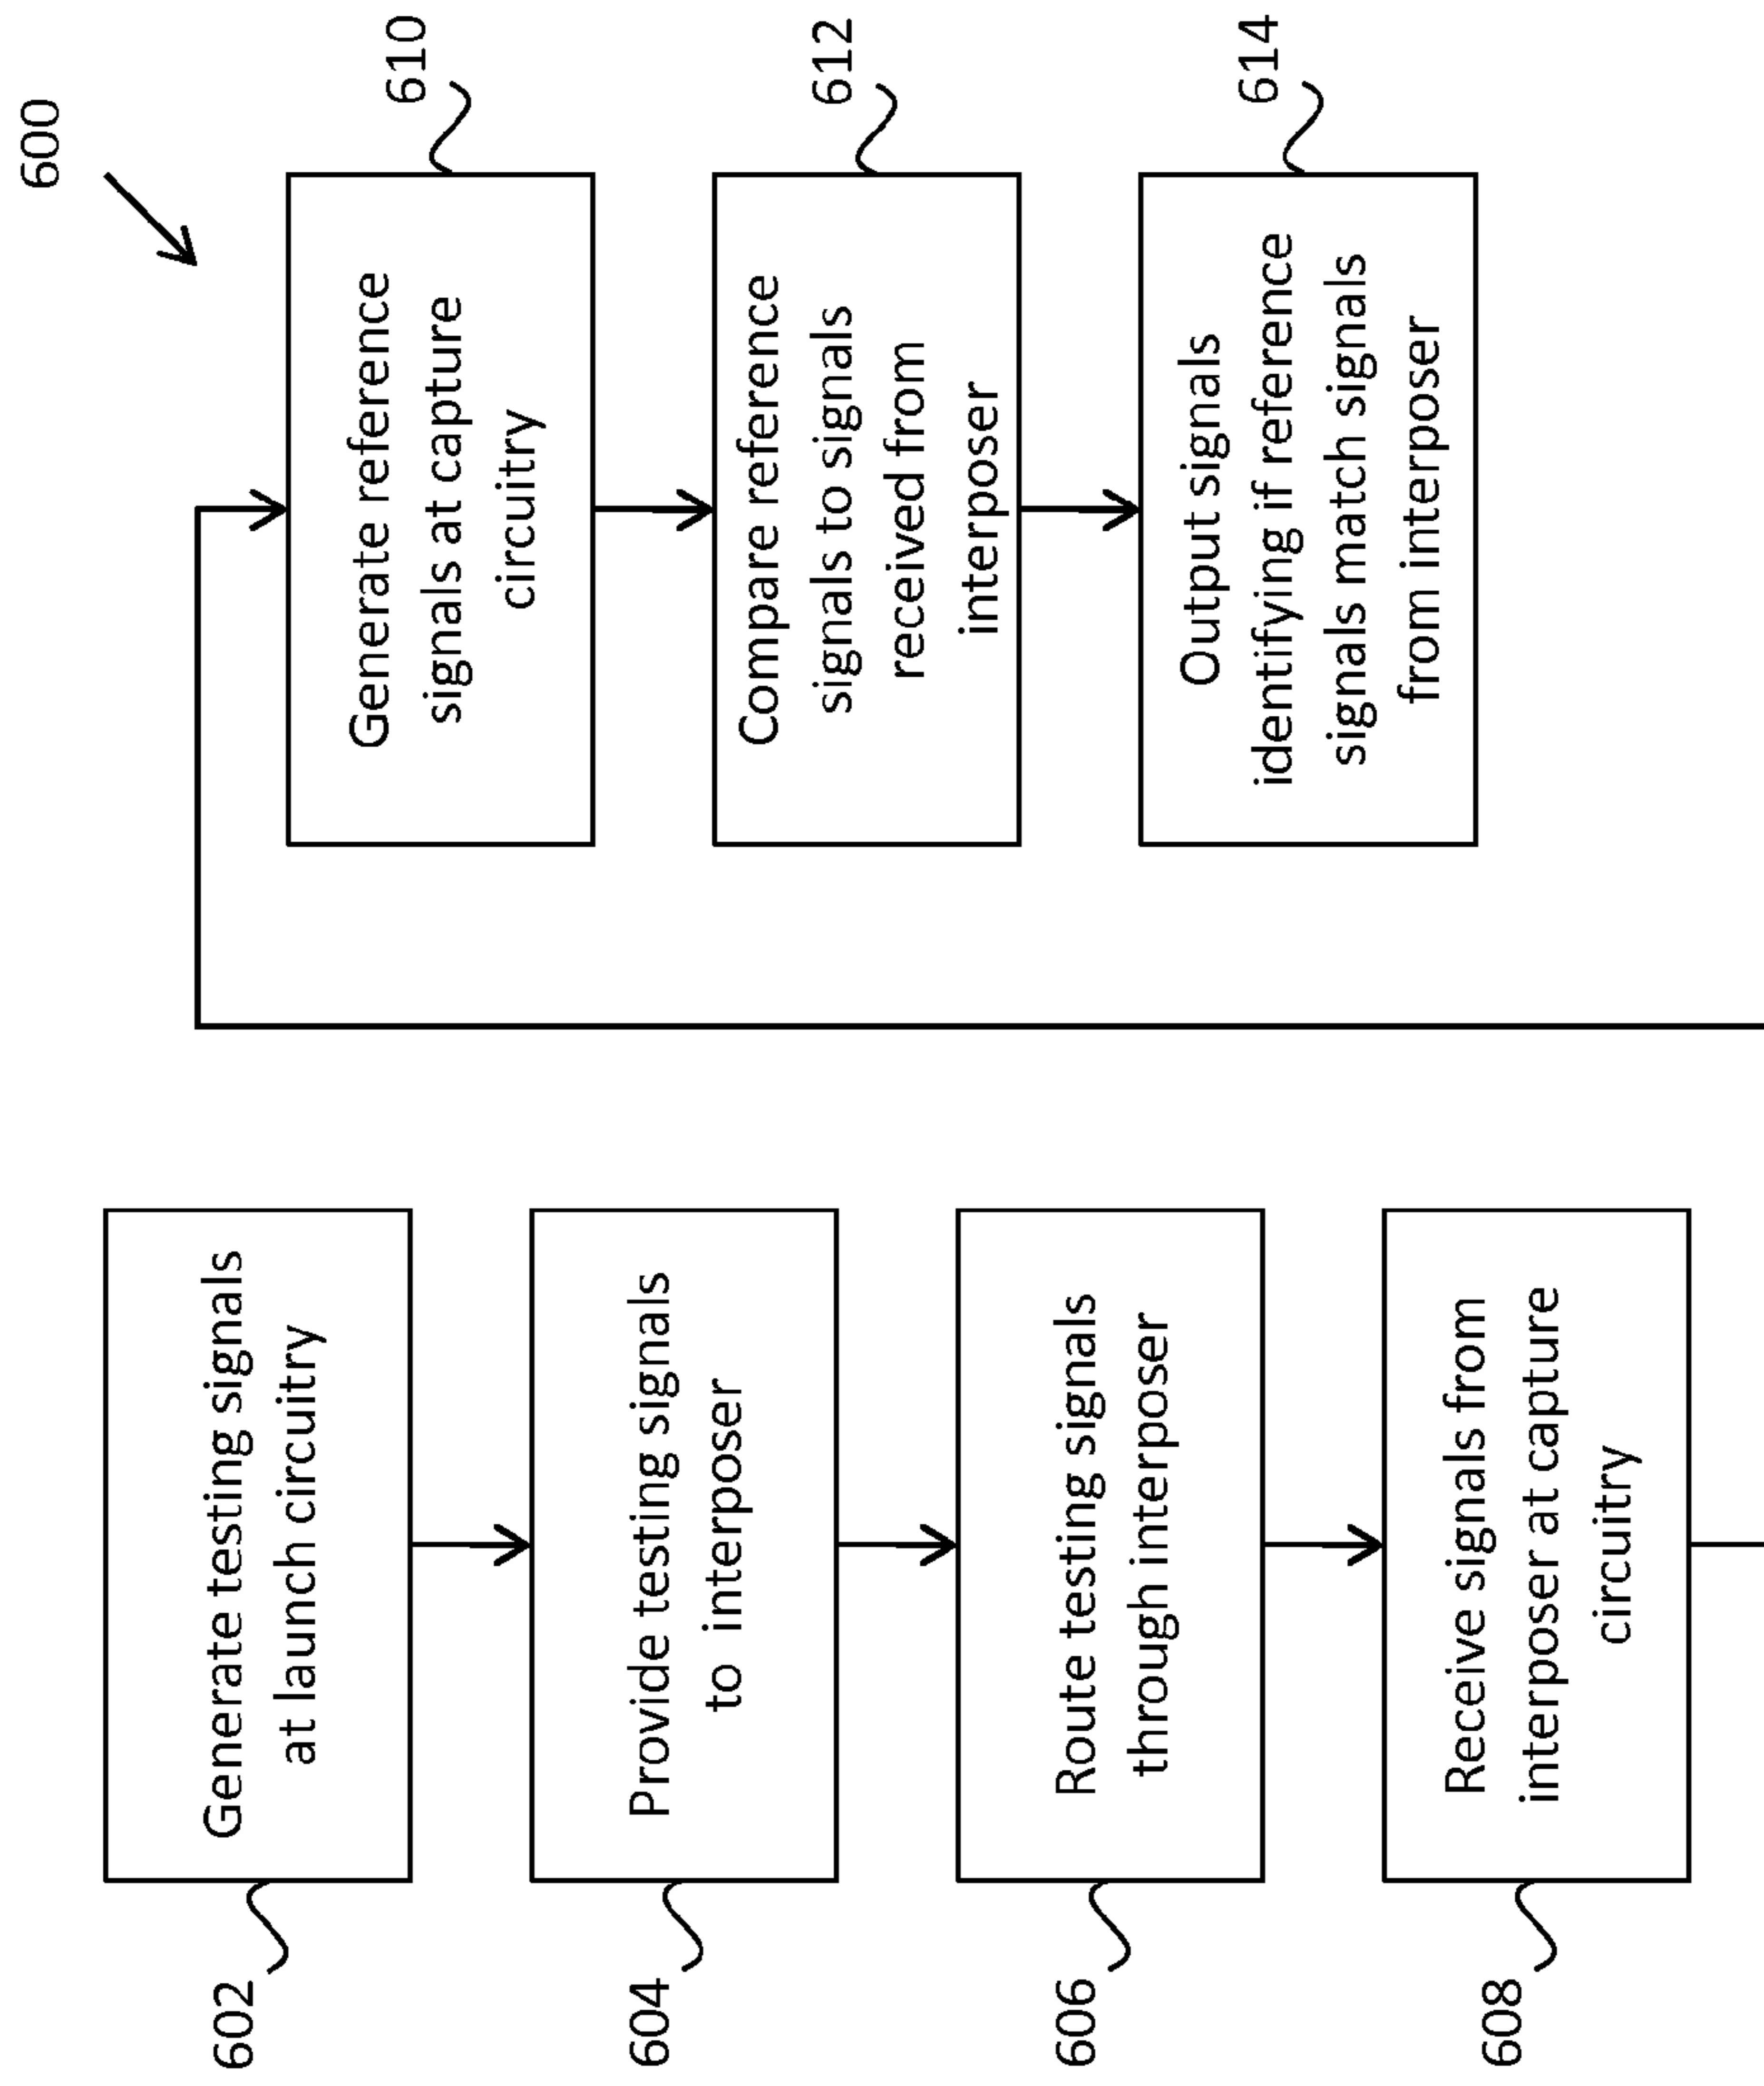 600
602
Generate testing signals
at launch circuitry
604
Provide testing signals
to interposer
606
Route testing signals
through interposer
608
Receive signals from
interposer at capture
circuitry
610
Generate reference
signals at capture
circuitry
612
Compare reference
signals to signals
received from
interposer
614
Output signals
identifying if reference
signals match signals
from interposer